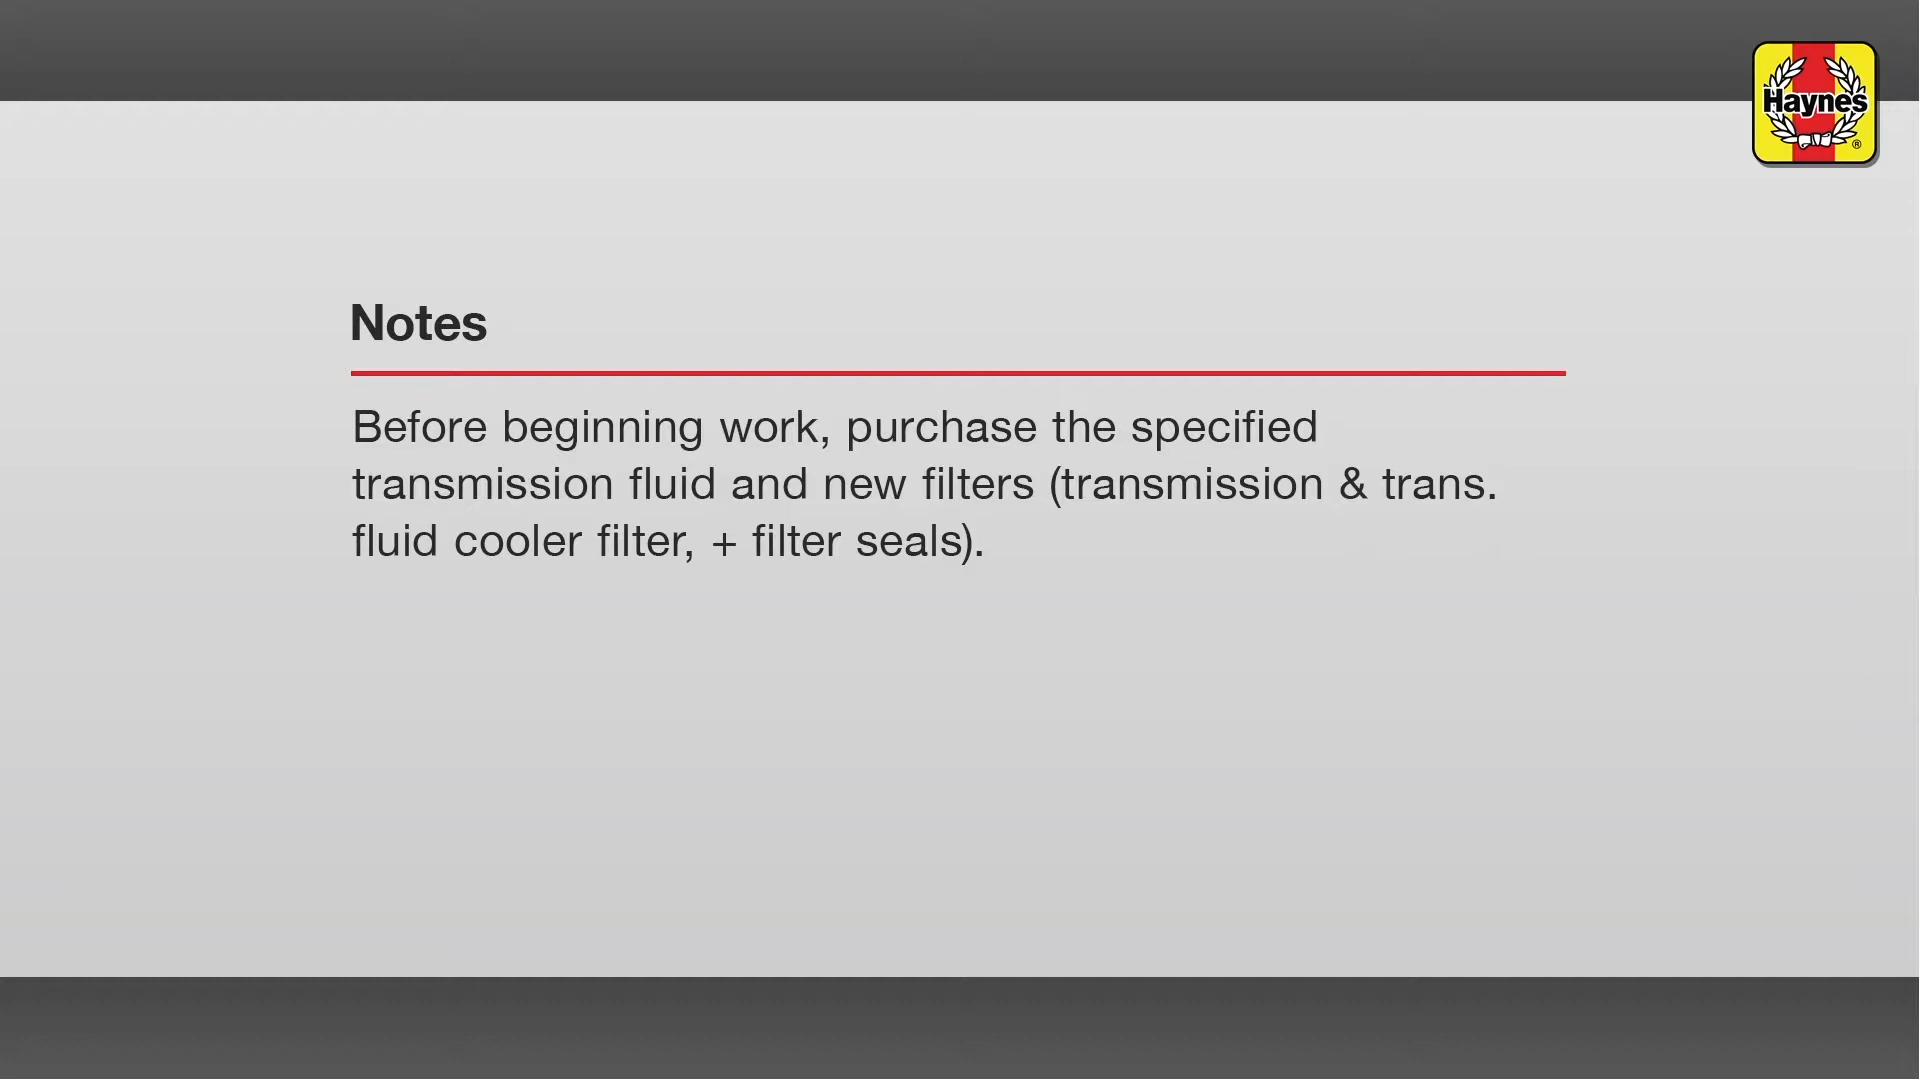 Haynes
®
Notes
Before beginning work, purchase the specified
transmission fluid and new filters (transmission & trans.
fluid cooler filter, + filter seals).